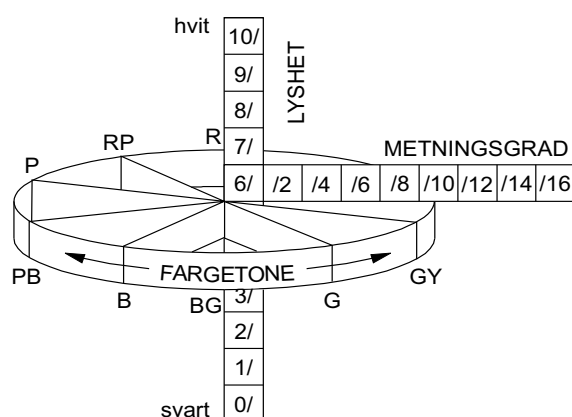 hvit
10/
9/
8/
7/
LYSHET
METNINGSGRAD
6/ /2 /4 /6 /8 /10 /12 /14 /16
R
RP
P
PB
B
BG
G
GY
FARGETONE
3/
2/
1/
0/
svart